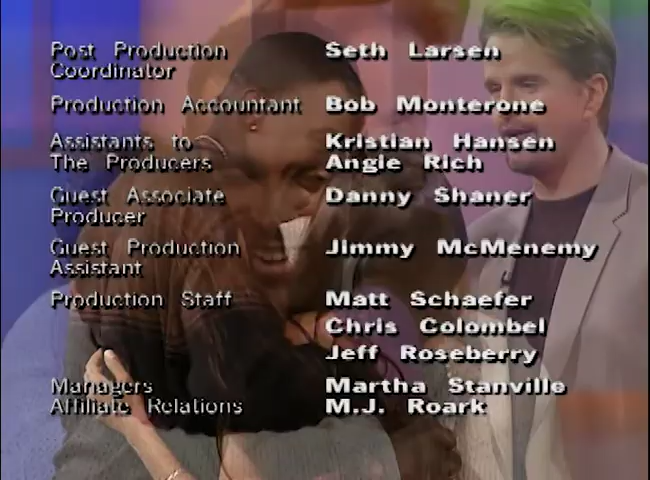 Post Production Seth Larsen
Coordinator
Production Accountant Bob Monterone
Assistants to Kristian Hansen
The Producers Angie Rich
Guest Associate Danny Shaner
Producer
Guest Production Jimmy McMenemy
Assistant
Production Staff Matt Schaefer
Chris Colombel
Jeff Roseberry
Managers Martha Stanville
Affiliate Relations M.J. Roark